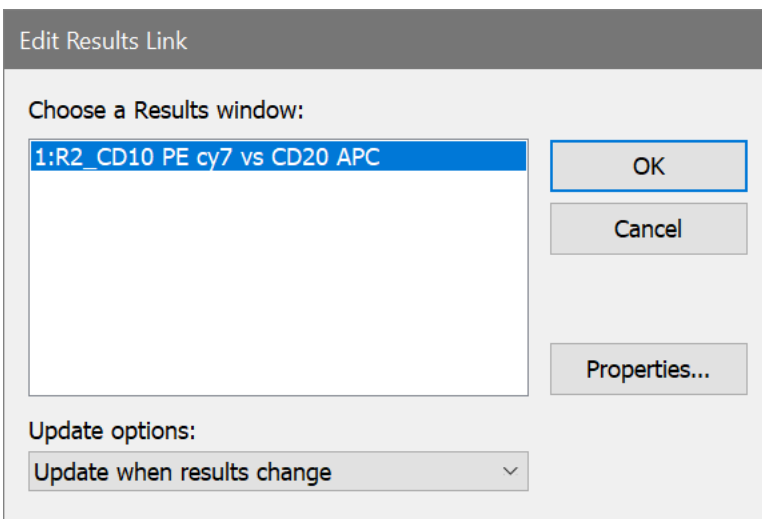 Edit Results Link
Choose a Results window:
1:R2_CD10 PE cy7 vs CD20 APC
OK
Cancel
Properties...
Update options:
Update when results change